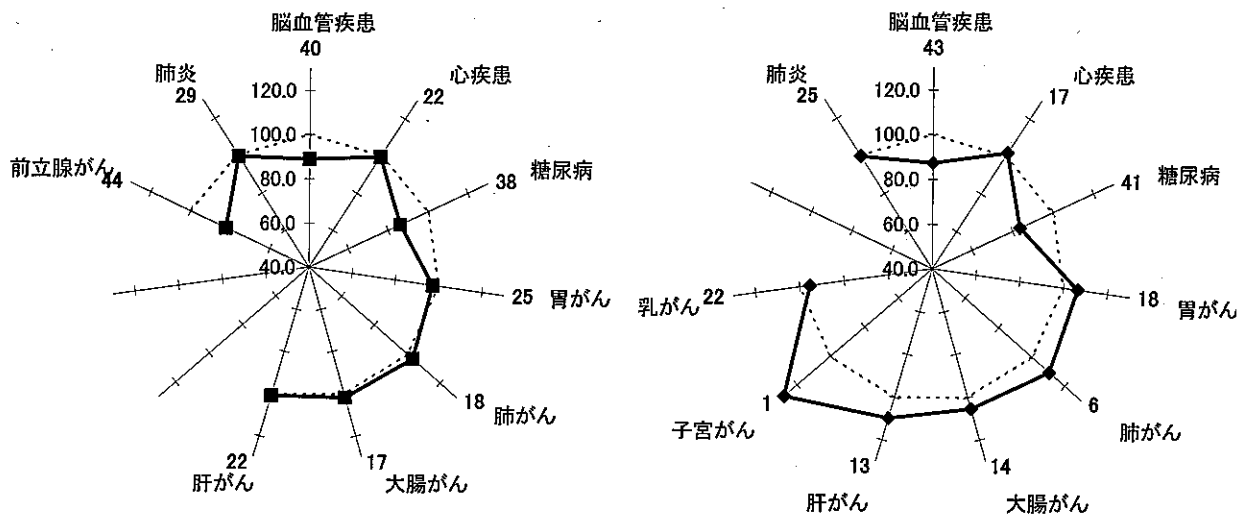 脳血管疾患
40
心疾患
22
糖尿病
38
25
胃がん
18
肺がん
17
大腸がん
22
肝がん
前立腺がん
44
肺炎
29
120.0
100.0
80.0
60.0
40.0
脳血管疾患
43
心疾患
17
糖尿病
41
18
胃がん
6
肺がん
14
大腸がん
13
肝がん
1
子宮がん
22
乳がん
肺炎
25
120.0
100.0
80.0
60.0
40.0